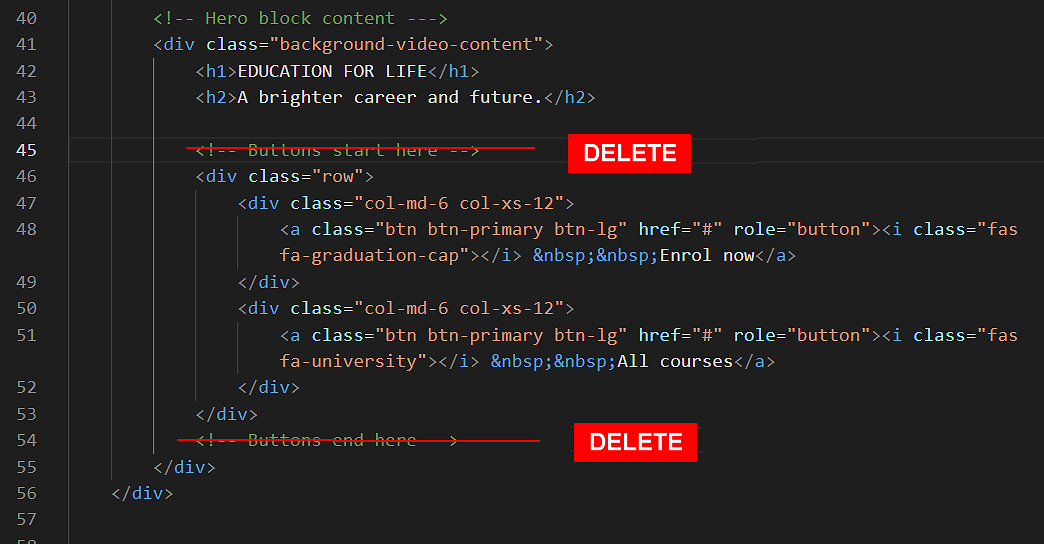 40 <!-- Hero block content --->
41 <div class="background-video-content">
42 <h1>EDUCATION FOR LIFE</h1>
43 <h2>A brighter career and future.</h2>
44
45 <!-- Buttons start here --> DELETE
46 <div class="row">
47 <div class="col-md-6 col-xs-12">
48 <a class="btn btn-primary btn-lg" href="#" role="button"><i class="fas
fa-graduation-cap"></i> &nbsp;&nbsp;Enrol now</a>
49 </div>
50 <div class="col-md-6 col-xs-12">
51 <a class="btn btn-primary btn-lg" href="#" role="button"><i class="fas
fa-university"></i> &nbsp;&nbsp;All courses</a>
52 </div>
53 </div>
54 <!-- Buttons end here --> DELETE
55 </div>
56 </div>
57